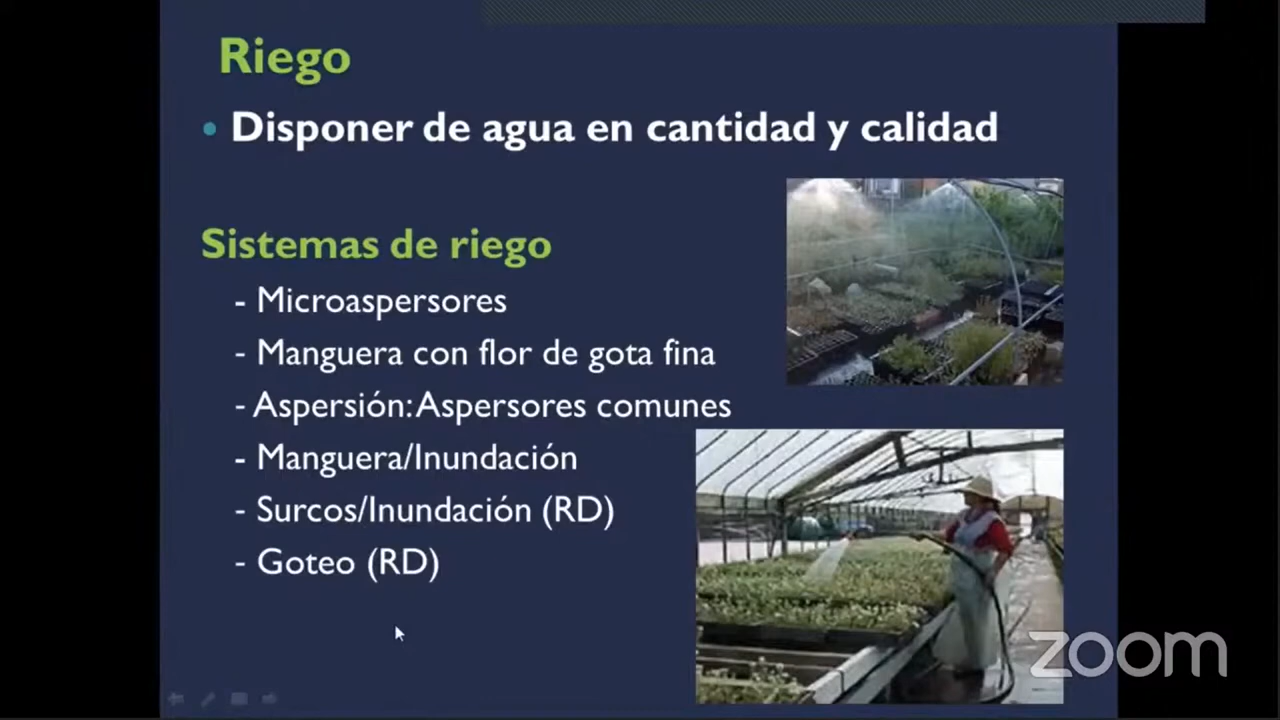 Riego
• Disponer de agua en cantidad y calidad
Sistemas de riego
- Microaspersores
- Manguera con flor de gota fina
- Aspersión: Aspersores comunes
- Manguera/Inundación
- Surcos/Inundación (RD)
- Goteo (RD)
zoom